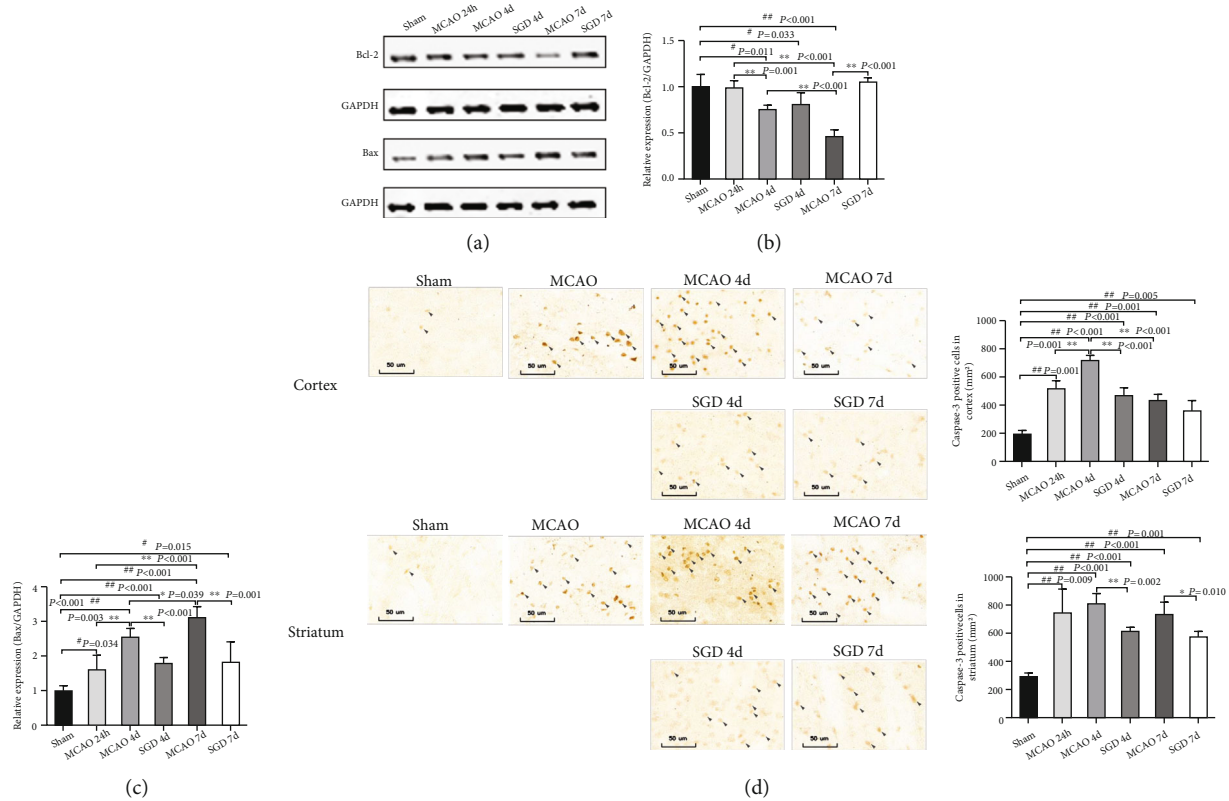 Sham MCAO 24h MCAO 4d SGD 4d MCAO 7d SGD 7d
Bcl-2
GAPDH
Bax
GAPDH
(a)
## P<0.001
# P=0.033
# P=0.011 ** P<0.001 ** P<0.001
** P=0.001
** P<0.001
Relative expression (Bcl-2/GAPDH)
1.5
1.0
0.5
0.0
Sham MCAO 24h MCAO 4d SGD 4d MCAO 7d SGD 7d
(b)
# P=0.015
** P<0.001
## P<0.001
## P<0.001
P<0.001 ## * P=0.039 ** P=0.001
P=0.003 ** ** P<0.001
# P=0.034
Relative expression (Bax/GAPDH)
4
3
2
1
0
Sham MCAO 24h MCAO 4d SGD 4d MCAO 7d SGD 7d
(c)
Cortex
Sham MCAO MCAO 4d MCAO 7d
50 um 50 um 50 um 50 um
SGD 4d SGD 7d
50 um 50 um
Striatum
Sham MCAO MCAO 4d MCAO 7d
50 um 50 um 50 um 50 um
SGD 4d SGD 7d
50 um 50 um
## P=0.005
## P=0.001
## P<0.001
## P<0.001 ** P<0.001
P=0.001 ** ** P<0.001
## P=0.001
Caspase-3 positive cells in
cortex (mm²)
1000
800
600
400
200
0
Sham MCAO 24h MCAO 4d SGD 4d MCAO 7d SGD 7d
## P=0.001
## P<0.001
## P<0.001
## P<0.001
## P=0.009 ** P=0.002
* P=0.010
Caspase-3 positivecells in
striatum (mm²)
1000
800
600
400
200
0
Sham MCAO 24h MCAO 4d SGD 4d MCAO 7d SGD 7d
(d)